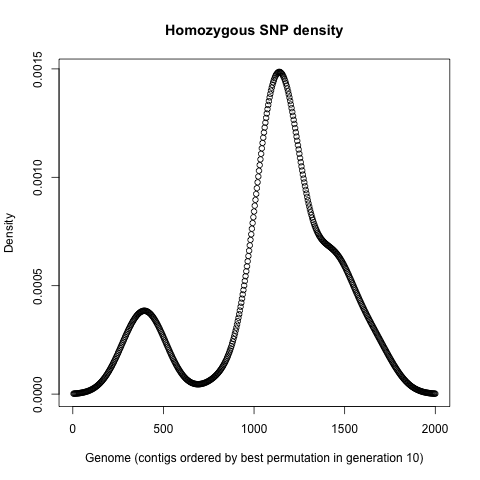 Homozygous SNP density
Density
0.0015
0.0010
0.0005
0.0000
0 500 1000 1500 2000
Genome (contigs ordered by best permutation in generation 10)